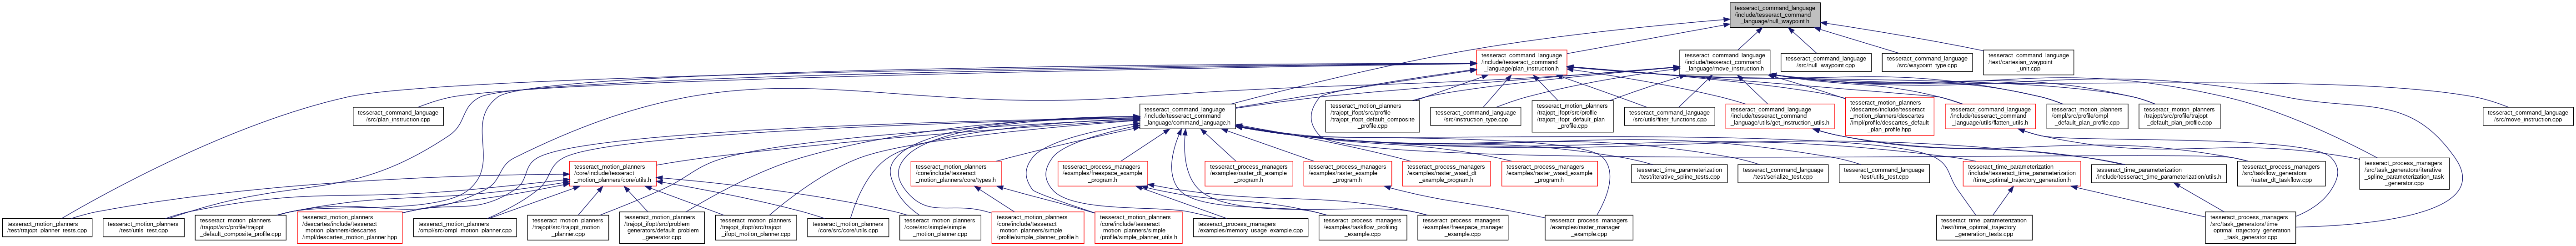 tesseract_command_language
/include/tesseract_command
_language/null_waypoint.h
tesseract_command_language
/include/tesseract_command
_language/plan_instruction.h
tesseract_command_language
/include/tesseract_command
_language/move_instruction.h
tesseract_command_language
/src/null_waypoint.cpp
tesseract_command_language
/src/waypoint_type.cpp
tesseract_command_language
/test/cartesian_waypoint
_unit.cpp
tesseract_command_language
/src/plan_instruction.cpp
tesseract_command_language
/include/tesseract_command
_language/command_language.h
tesseract_motion_planners
/trajopt_ifopt/src/profile
/trajopt_ifopt_default_composite
_profile.cpp
tesseract_command_language
/src/instruction_type.cpp
tesseract_motion_planners
/trajopt_ifopt/src/profile
/trajopt_ifopt_default_plan
_profile.cpp
tesseract_command_language
/src/utils/filter_functions.cpp
tesseract_command_language
/include/tesseract_command
_language/utils/get_instruction_utils.h
tesseract_motion_planners
/descartes/include/tesseract
_motion_planners/descartes
/impl/profile/descartes_default
_plan_profile.hpp
tesseract_command_language
/include/tesseract_command
_language/utils/flatten_utils.h
tesseract_motion_planners
/ompl/src/profile/ompl
_default_plan_profile.cpp
tesseract_motion_planners
/trajopt/src/profile/trajopt
_default_plan_profile.cpp
tesseract_command_language
/src/move_instruction.cpp
tesseract_motion_planners
/core/include/tesseract
_motion_planners/core/utils.h
tesseract_motion_planners
/core/include/tesseract
_motion_planners/core/types.h
tesseract_process_managers
/examples/freespace_example
_program.h
tesseract_process_managers
/examples/raster_dt_example
_program.h
tesseract_process_managers
/examples/raster_example
_program.h
tesseract_process_managers
/examples/raster_waad_dt
_example_program.h
tesseract_process_managers
/examples/raster_waad_example
_program.h
tesseract_time_parameterization
/test/iterative_spline_tests.cpp
tesseract_command_language
/test/serialize_test.cpp
tesseract_command_language
/test/utils_test.cpp
tesseract_time_parameterization
/include/tesseract_time_parameterization
/time_optimal_trajectory_generation.h
tesseract_time_parameterization
/include/tesseract_time_parameterization/utils.h
tesseract_process_managers
/src/taskflow_generators
/raster_dt_taskflow.cpp
tesseract_process_managers
/src/task_generators/iterative
_spline_parameterization_task
_generator.cpp
tesseract_motion_planners
/test/trajopt_planner_tests.cpp
tesseract_motion_planners
/test/utils_test.cpp
tesseract_motion_planners
/trajopt/src/profile/trajopt
_default_composite_profile.cpp
tesseract_motion_planners
/descartes/include/tesseract
_motion_planners/descartes
/impl/descartes_motion_planner.hpp
tesseract_motion_planners
/ompl/src/ompl_motion_planner.cpp
tesseract_motion_planners
/trajopt/src/trajopt_motion
_planner.cpp
tesseract_motion_planners
/trajopt_ifopt/src/problem
_generators/default_problem
_generator.cpp
tesseract_motion_planners
/trajopt_ifopt/src/trajopt
_ifopt_motion_planner.cpp
tesseract_motion_planners
/core/src/core/utils.cpp
tesseract_motion_planners
/core/src/simple/simple
_motion_planner.cpp
tesseract_motion_planners
/core/include/tesseract
_motion_planners/simple
/profile/simple_planner_profile.h
tesseract_motion_planners
/core/include/tesseract
_motion_planners/simple
/profile/simple_planner_utils.h
tesseract_process_managers
/examples/memory_usage_example.cpp
tesseract_process_managers
/examples/taskflow_profiling
_example.cpp
tesseract_process_managers
/examples/freespace_manager
_example.cpp
tesseract_process_managers
/examples/raster_manager
_example.cpp
tesseract_time_parameterization
/test/time_optimal_trajectory
_generation_tests.cpp
tesseract_process_managers
/src/task_generators/time
_optimal_trajectory_generation
_task_generator.cpp